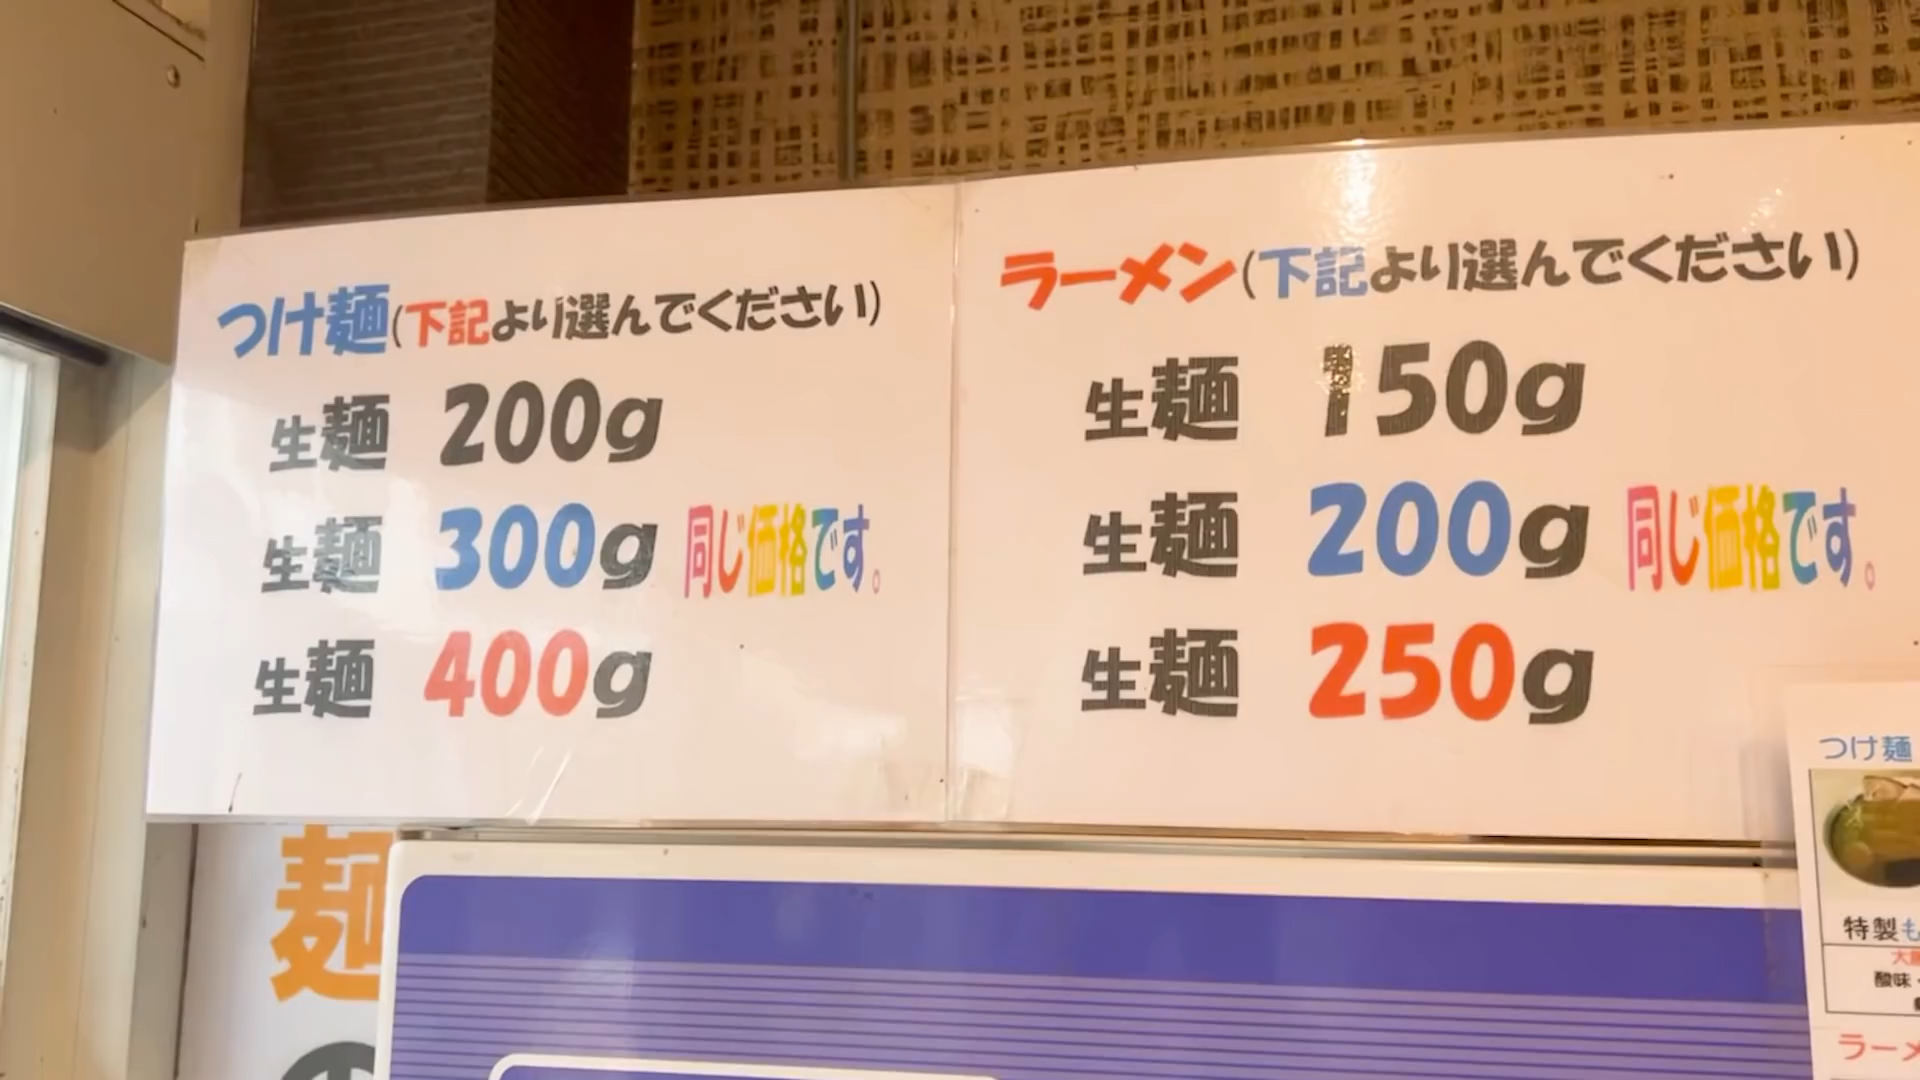 つけ麺(下記より選んでください)
生麺 200g
生麺 300g 同じ価格です。
生麺 400g
ラーメン(下記より選んでください)
生麺 150g
生麺 200g 同じ価格です。
生麺 250g
麺
つけ麺
特製も
酸味・
ラーメ